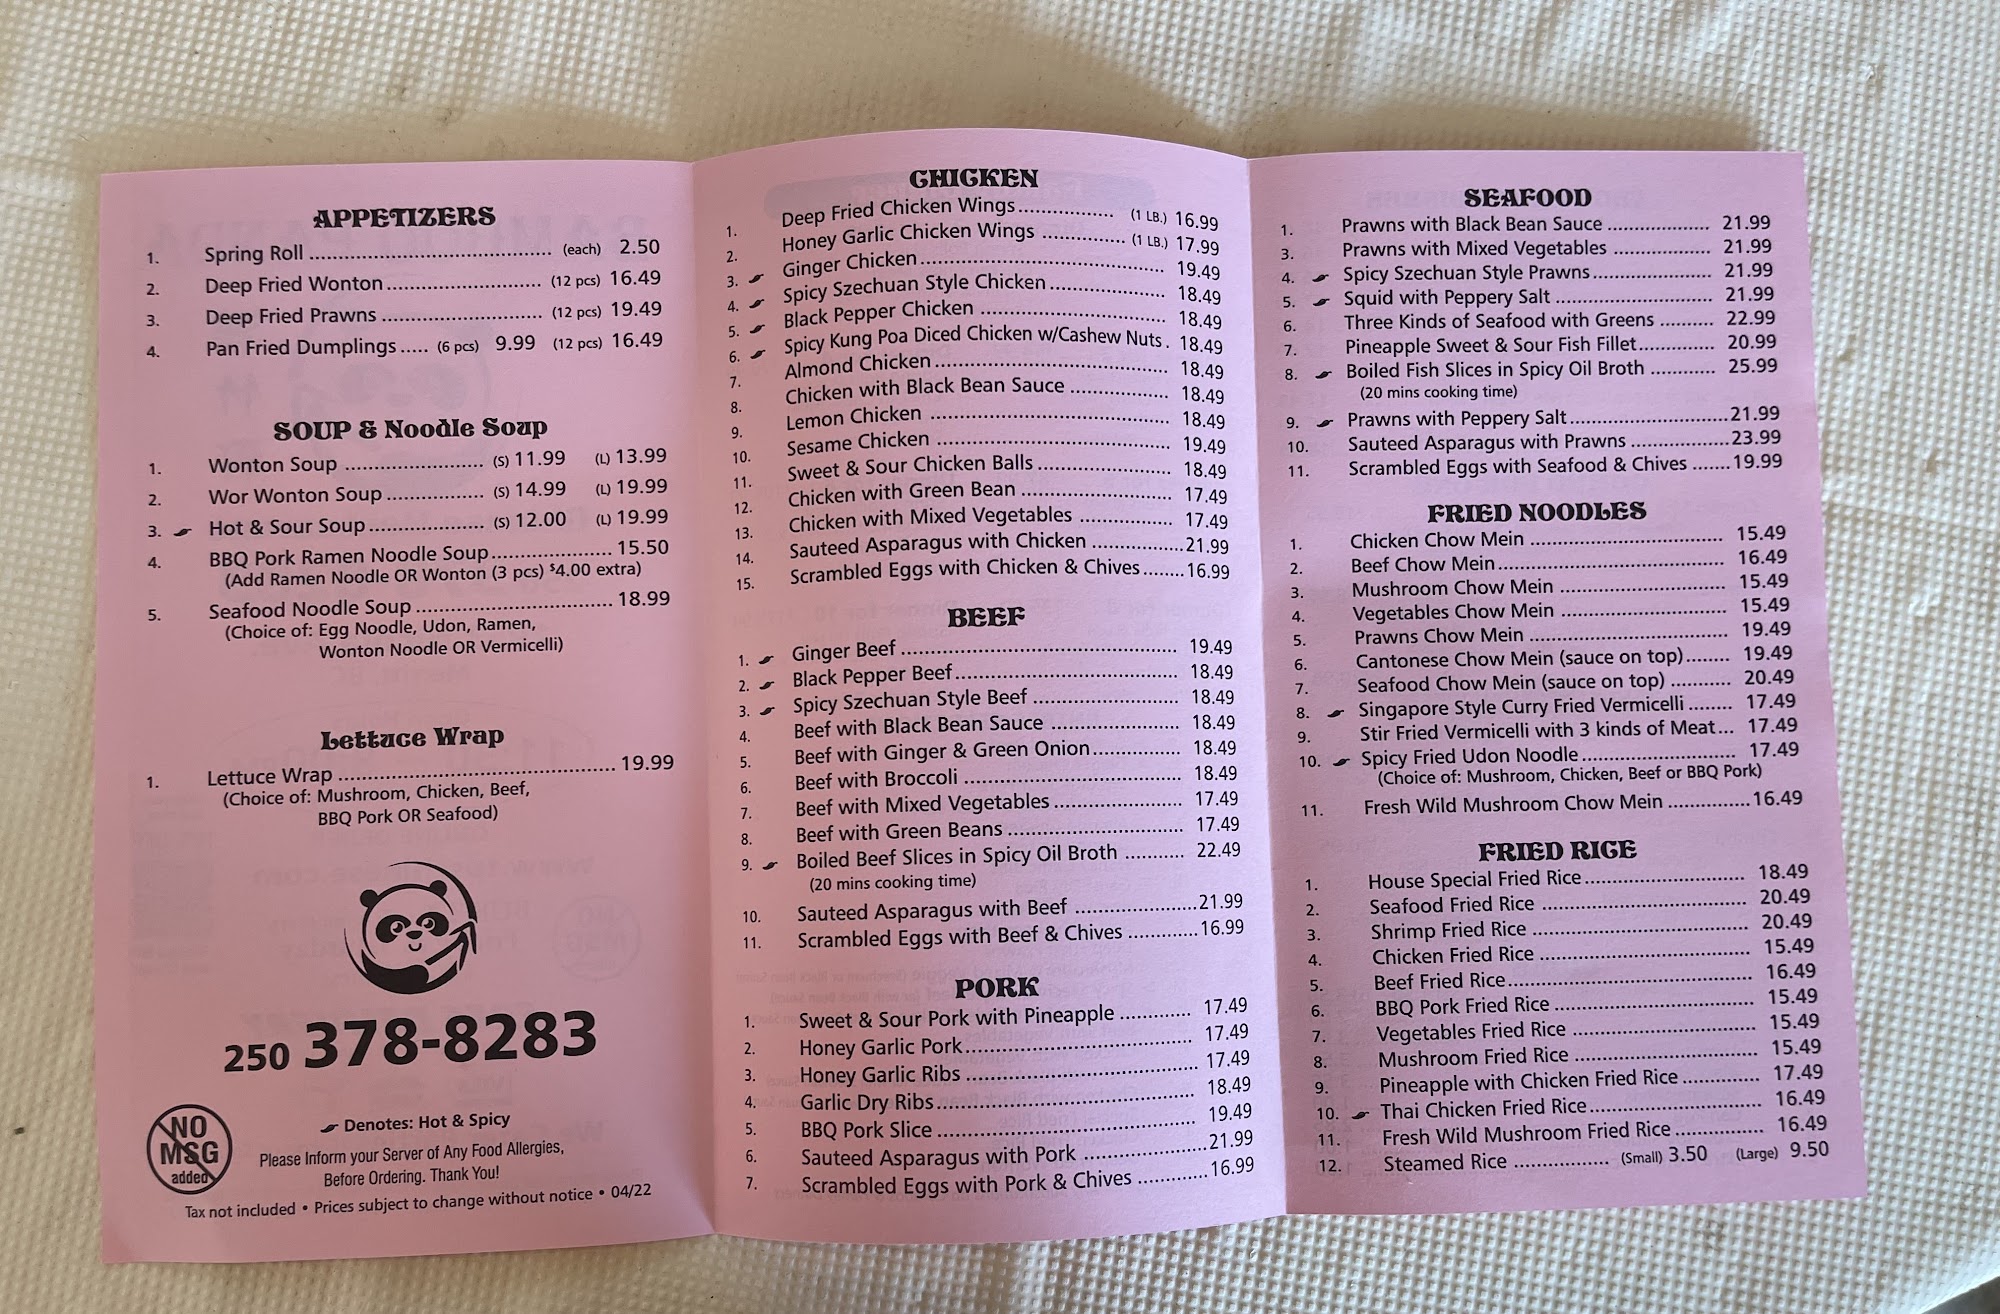 APPETIZERS
1. Spring Roll (each) 2.50
2. Deep Fried Wonton (12 pcs) 16.49
3. Deep Fried Prawns (12 pcs) 19.49
4. Pan Fried Dumplings ..... (6 pcs) 9.99 (12 pcs) 16.49
SOUP & Noodle Soup
1. Wonton Soup (S) 11.99 (L) 13.99
2. Wor Wonton Soup (S) 14.99 (L) 19.99
3. Hot & Sour Soup (S) 12.00 (L) 19.99
4. BBQ Pork Ramen Noodle Soup 15.50
(Add Ramen Noodle OR Wonton (3 pcs) $4.00 extra)
5. Seafood Noodle Soup 18.99
(Choice of: Egg Noodle, Udon, Ramen,
Wonton Noodle OR Vermicelli)
Lettuce Wrap
1. Lettuce Wrap 19.99
(Choice of: Mushroom, Chicken, Beef,
BBQ Pork OR Seafood)
250 378-8283
NO
MSG
added
Denotes: Hot & Spicy
Please Inform your Server of Any Food Allergies,
Before Ordering. Thank You!
Tax not included • Prices subject to change without notice • 04/22
CHICKEN
1. Deep Fried Chicken Wings (1 LB.) 16.99
2. Honey Garlic Chicken Wings (1 LB.) 17.99
3. Ginger Chicken 19.49
4. Spicy Szechuan Style Chicken 18.49
5. Black Pepper Chicken 18.49
6. Spicy Kung Poa Diced Chicken w/Cashew Nuts . 18.49
7. Almond Chicken 18.49
8. Chicken with Black Bean Sauce 18.49
9. Lemon Chicken 18.49
10. Sesame Chicken 19.49
11. Sweet & Sour Chicken Balls 18.49
12. Chicken with Green Bean 17.49
13. Chicken with Mixed Vegetables 17.49
14. Sauteed Asparagus with Chicken 21.99
15. Scrambled Eggs with Chicken & Chives 16.99
BEEF
1. Ginger Beef 19.49
2. Black Pepper Beef 18.49
3. Spicy Szechuan Style Beef 18.49
4. Beef with Black Bean Sauce 18.49
5. Beef with Ginger & Green Onion 18.49
6. Beef with Broccoli 18.49
7. Beef with Mixed Vegetables 17.49
8. Beef with Green Beans 17.49
9. Boiled Beef Slices in Spicy Oil Broth 22.49
(20 mins cooking time)
10. Sauteed Asparagus with Beef 21.99
11. Scrambled Eggs with Beef & Chives 16.99
PORK
1. Sweet & Sour Pork with Pineapple 17.49
2. Honey Garlic Pork 17.49
3. Honey Garlic Ribs 17.49
4. Garlic Dry Ribs 18.49
5. BBQ Pork Slice 19.49
6. Sauteed Asparagus with Pork 21.99
7. Scrambled Eggs with Pork & Chives 16.99
SEAFOOD
1. Prawns with Black Bean Sauce 21.99
3. Prawns with Mixed Vegetables 21.99
4. Spicy Szechuan Style Prawns 21.99
5. Squid with Peppery Salt 21.99
6. Three Kinds of Seafood with Greens 22.99
7. Pineapple Sweet & Sour Fish Fillet 20.99
8. Boiled Fish Slices in Spicy Oil Broth 25.99
(20 mins cooking time)
9. Prawns with Peppery Salt 21.99
10. Sauteed Asparagus with Prawns 23.99
11. Scrambled Eggs with Seafood & Chives 19.99
FRIED NOODLES
1. Chicken Chow Mein 15.49
2. Beef Chow Mein 16.49
3. Mushroom Chow Mein 15.49
4. Vegetables Chow Mein 15.49
5. Prawns Chow Mein 19.49
6. Cantonese Chow Mein (sauce on top) 19.49
7. Seafood Chow Mein (sauce on top) 20.49
8. Singapore Style Curry Fried Vermicelli 17.49
9. Stir Fried Vermicelli with 3 kinds of Meat... 17.49
10. Spicy Fried Udon Noodle 17.49
(Choice of: Mushroom, Chicken, Beef or BBQ Pork)
11. Fresh Wild Mushroom Chow Mein 16.49
FRIED RICE
1. House Special Fried Rice 18.49
2. Seafood Fried Rice 20.49
3. Shrimp Fried Rice 20.49
4. Chicken Fried Rice 15.49
5. Beef Fried Rice 16.49
6. BBQ Pork Fried Rice 15.49
7. Vegetables Fried Rice 15.49
8. Mushroom Fried Rice 15.49
9. Pineapple with Chicken Fried Rice 17.49
10. Thai Chicken Fried Rice 16.49
11. Fresh Wild Mushroom Fried Rice 16.49
12. Steamed Rice (Small) 3.50 (Large) 9.50